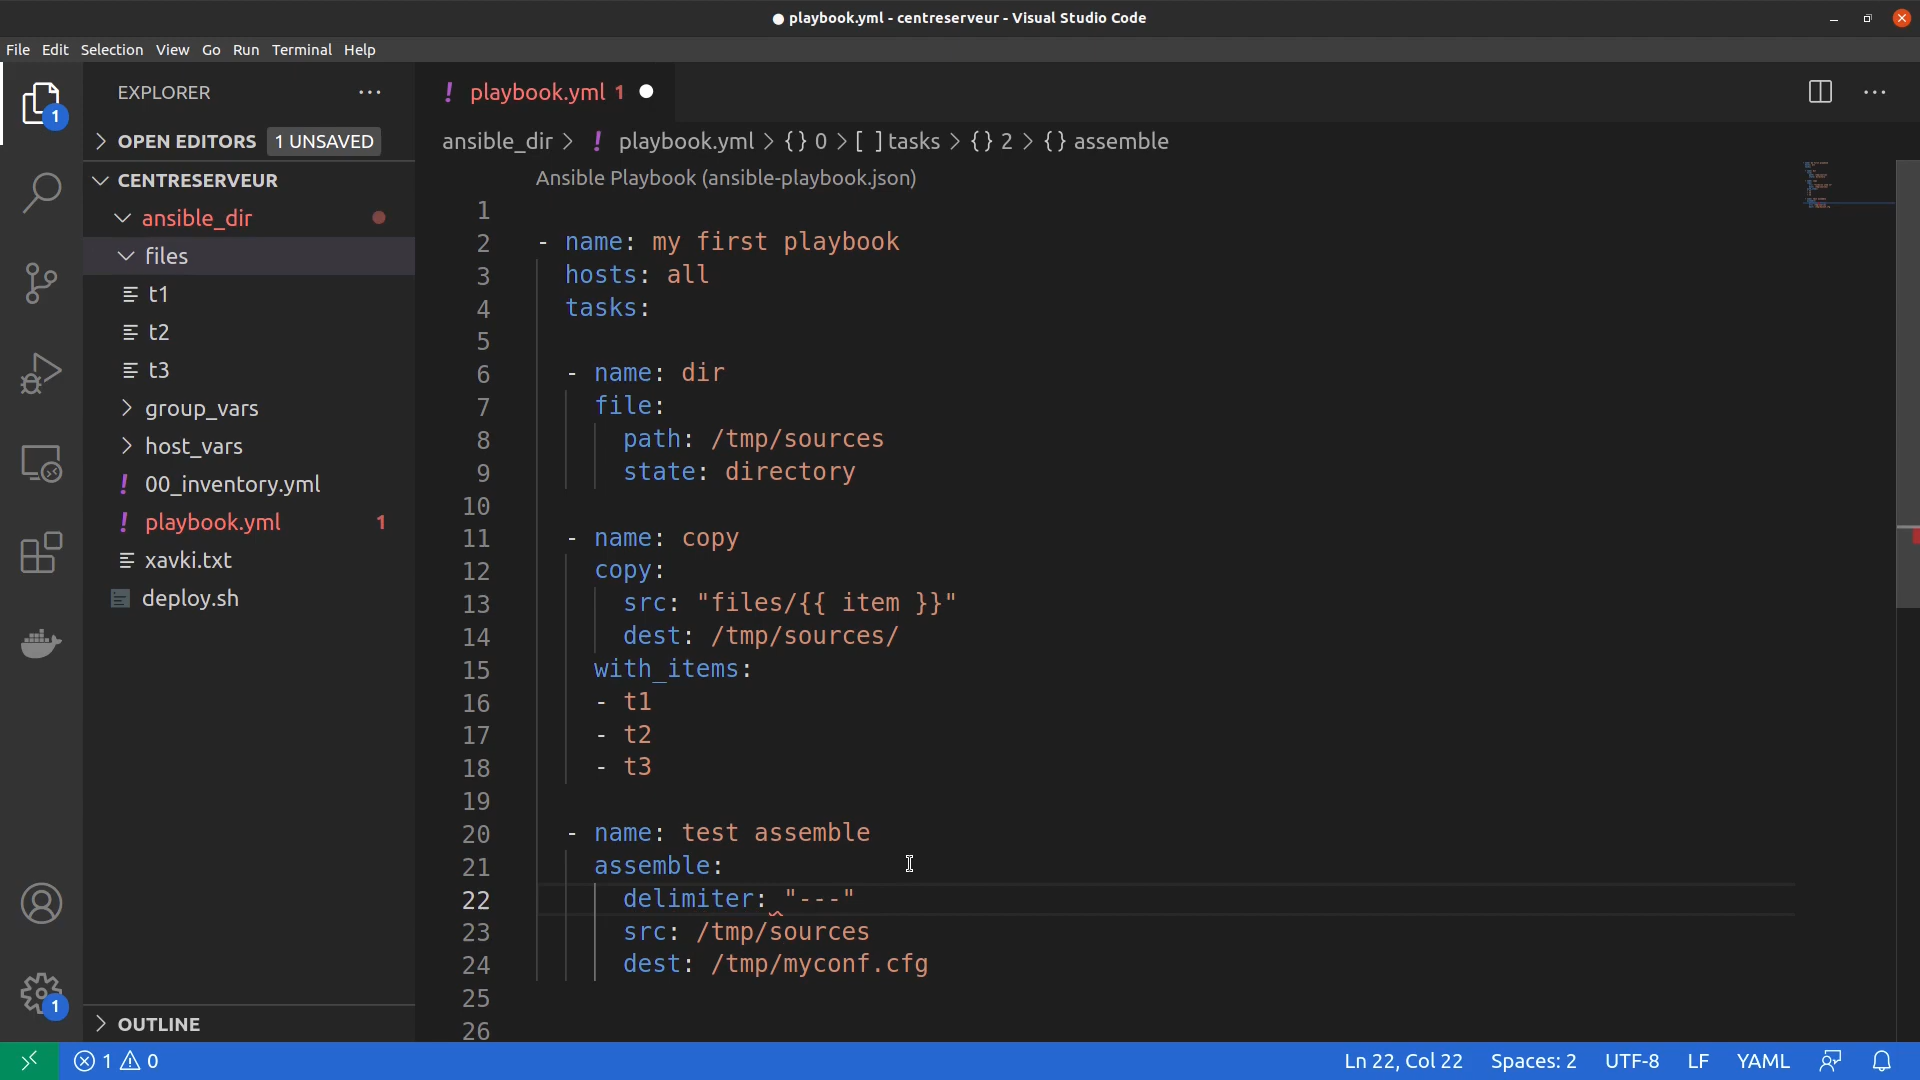 playbook.yml - centreserveur - Visual Studio Code
File Edit Selection View Go Run Terminal Help
EXPLORER
1
OPEN EDITORS 1 UNSAVED
CENTRESERVEUR
ansible_dir
files
t1
t2
t3
group_vars
host_vars
! 00_inventory.yml
! playbook.yml 1
xavki.txt
deploy.sh
OUTLINE
1
! playbook.yml 1
ansible_dir > ! playbook.yml > {} 0 > [ ] tasks > {} 2 > {} assemble
Ansible Playbook (ansible-playbook.json)
1
2 - name: my first playbook
3 hosts: all
4 tasks:
5
6 - name: dir
7 file:
8 path: /tmp/sources
9 state: directory
10
11 - name: copy
12 copy:
13 src: "files/{{ item }}"
14 dest: /tmp/sources/
15 with_items:
16 - t1
17 - t2
18 - t3
19
20 - name: test assemble
21 assemble:
22 delimiter: "---"
23 src: /tmp/sources
24 dest: /tmp/myconf.cfg
25
26
1 0 Ln 22, Col 22 Spaces: 2 UTF-8 LF YAML